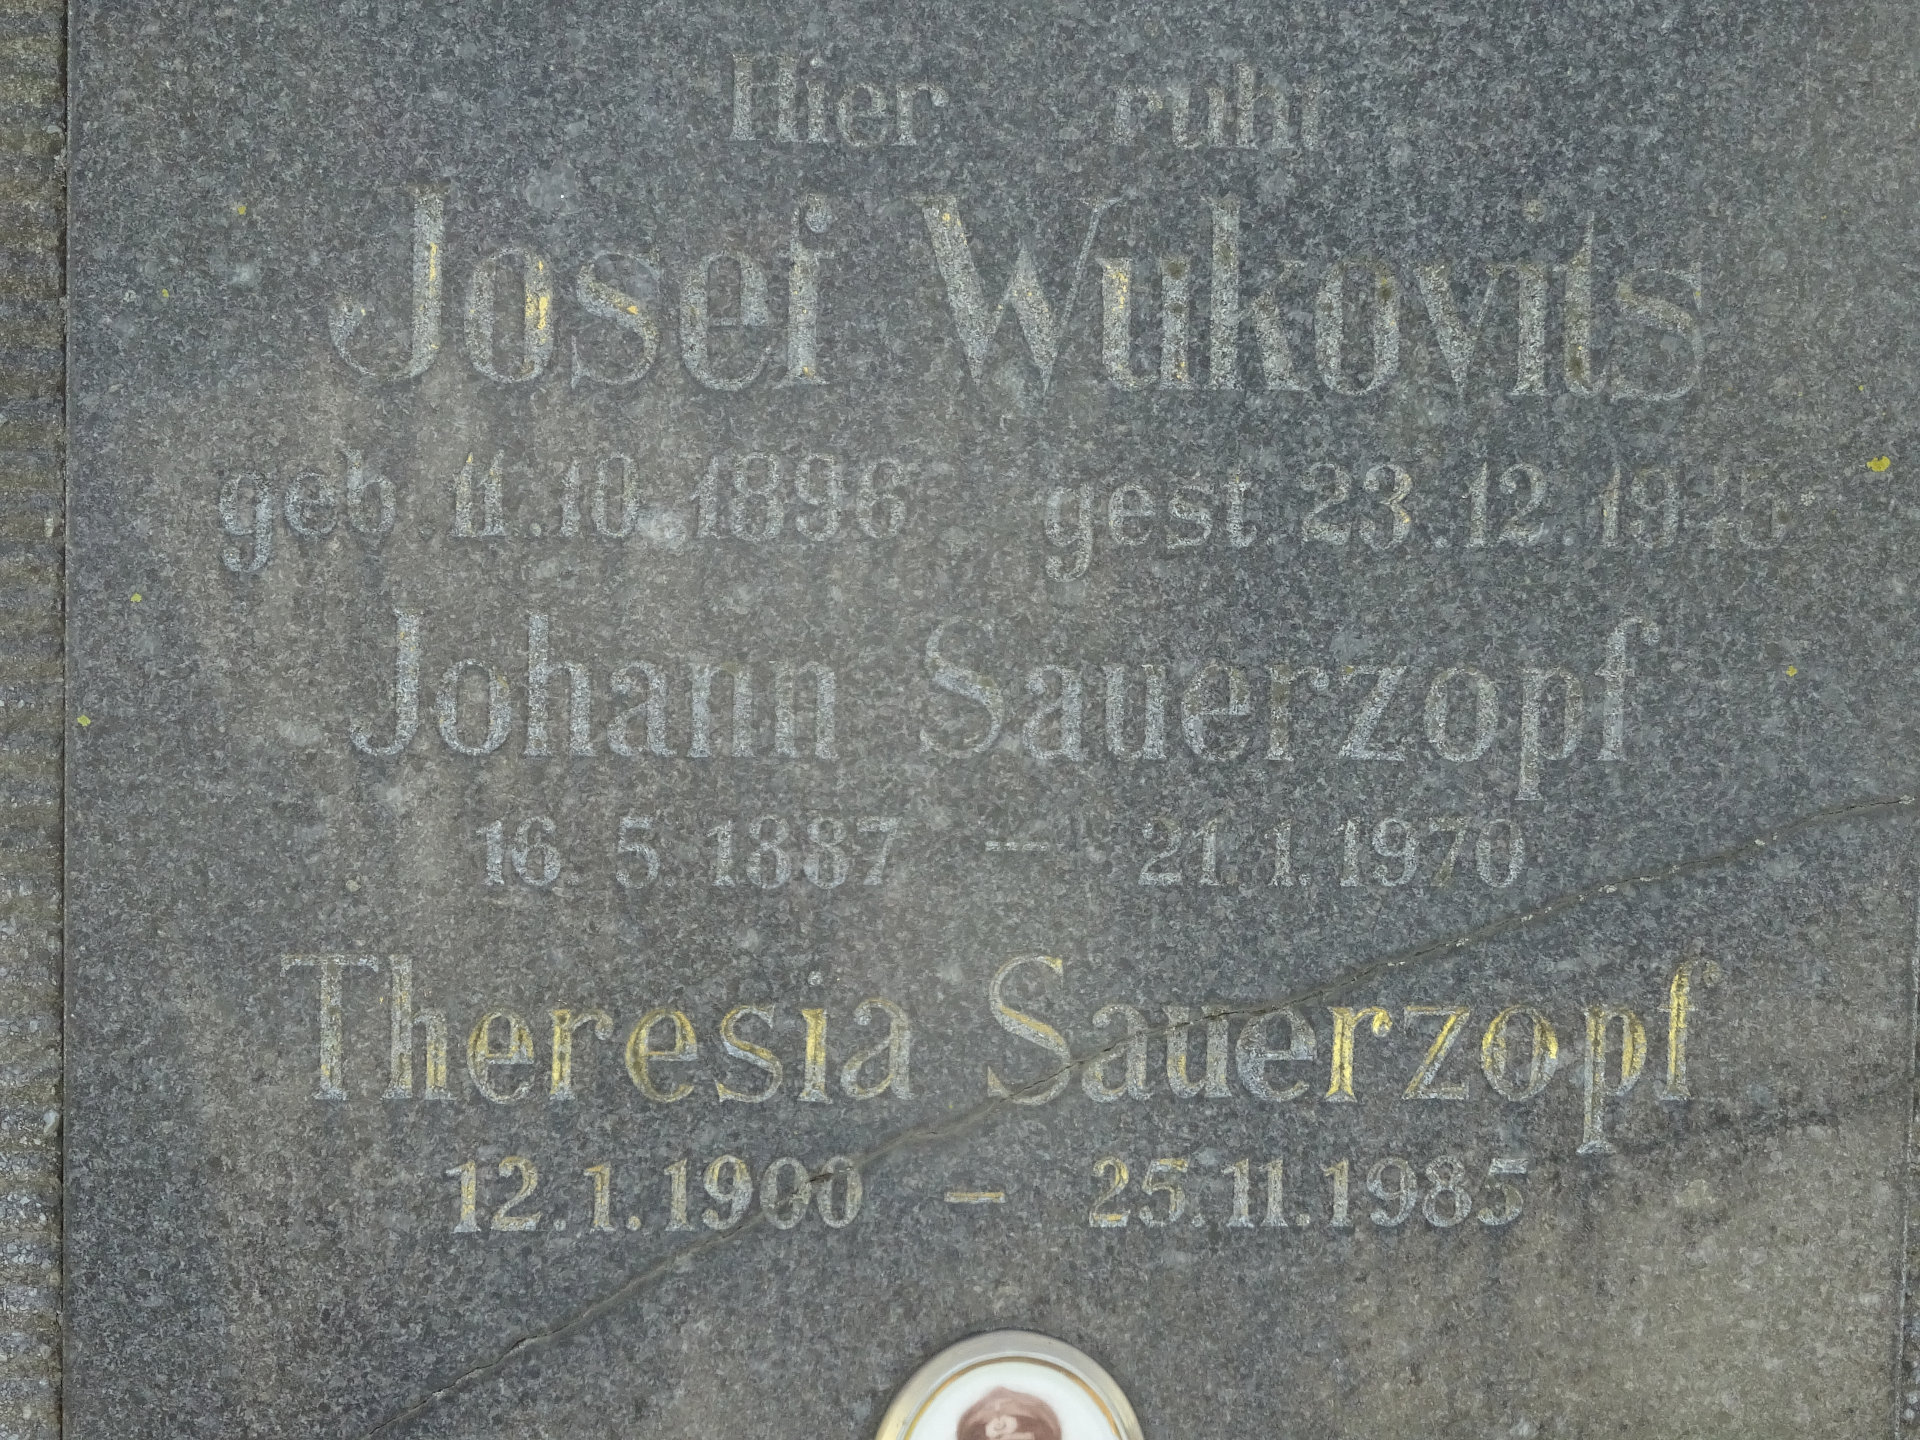 Hier ruht
Josef Wukovits
geb 11.10.1896 gest. 23.12.
Johann Sauerzopf
16.5.1887 — 21.1.1970
Theresia Sauerzopf
12.1.1900 – 25.11.1985